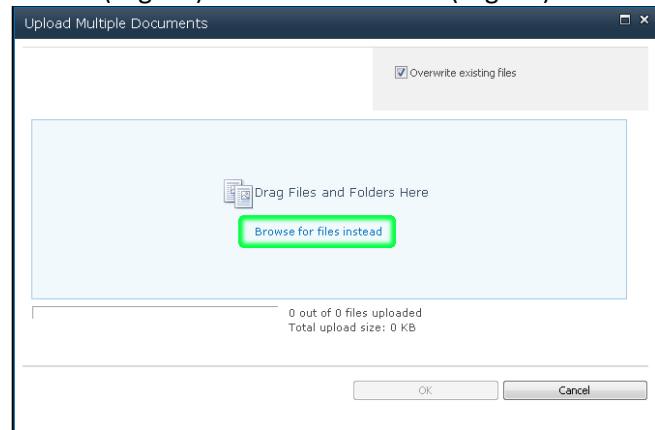 Upload Multiple Documents
Overwrite existing files
Drag Files and Folders Here
Browse for files instead
0 out of 0 files uploaded
Total upload size: 0 KB
OK
Cancel